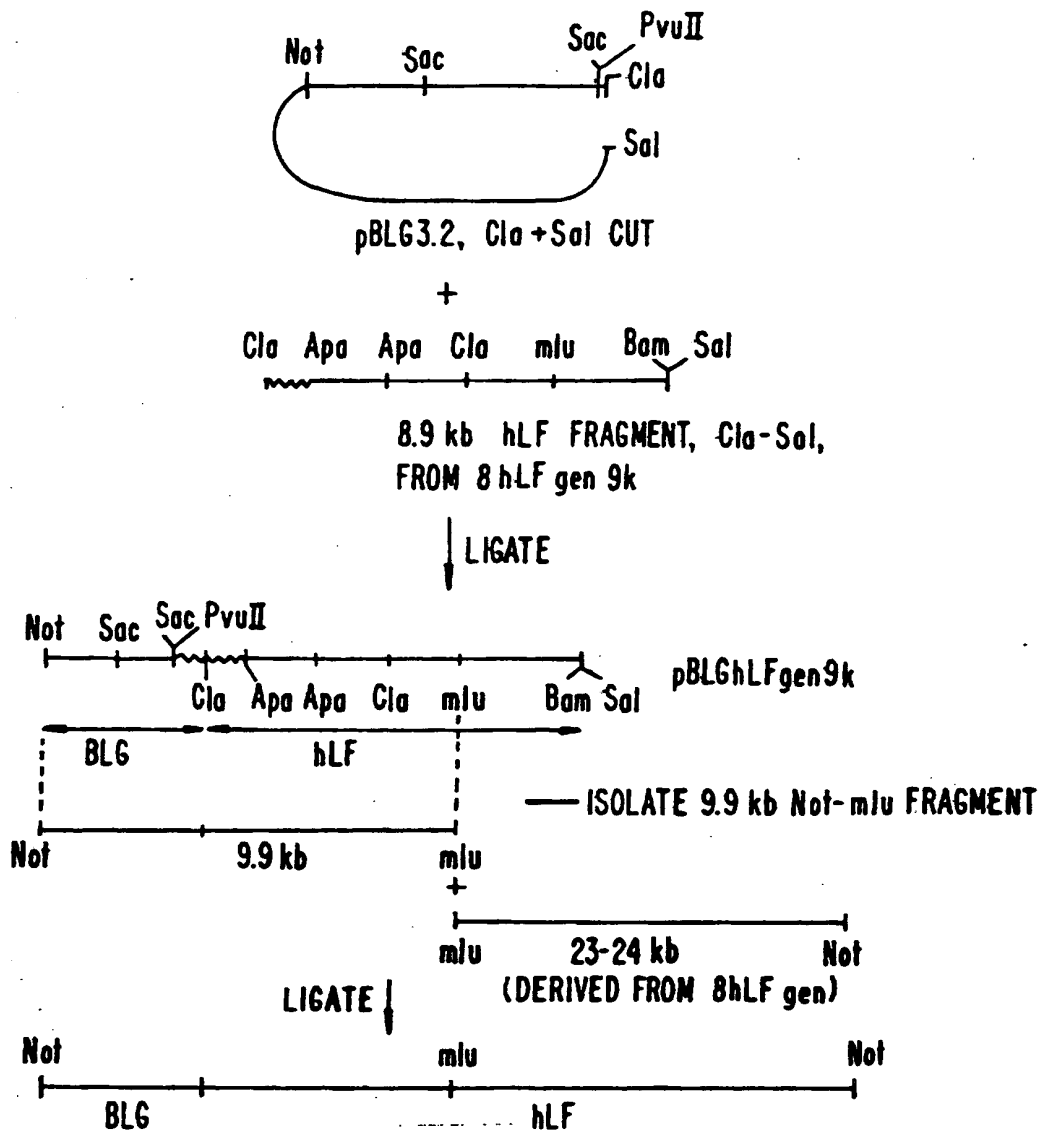 Not Sac Sac PvuII
Cla
Sal
pBLG3.2, Cla+Sal CUT
+
Cla Apa Apa Cla mlu Bam Sal
8.9 kb hLF FRAGMENT, Cla-Sal,
FROM 8hLF gen 9k
LIGATE
Not Sac Sac PvuII
pBLGhLFgen9k
Cla Apa Apa Cla mlu Bam Sal
BLG hLF
ISOLATE 9.9 kb Not-mlu FRAGMENT
Not 9.9 kb mlu
+
mlu 23-24 kb Not
(DERIVED FROM 8hLF gen)
LIGATE
Not mlu Not
BLG hLF